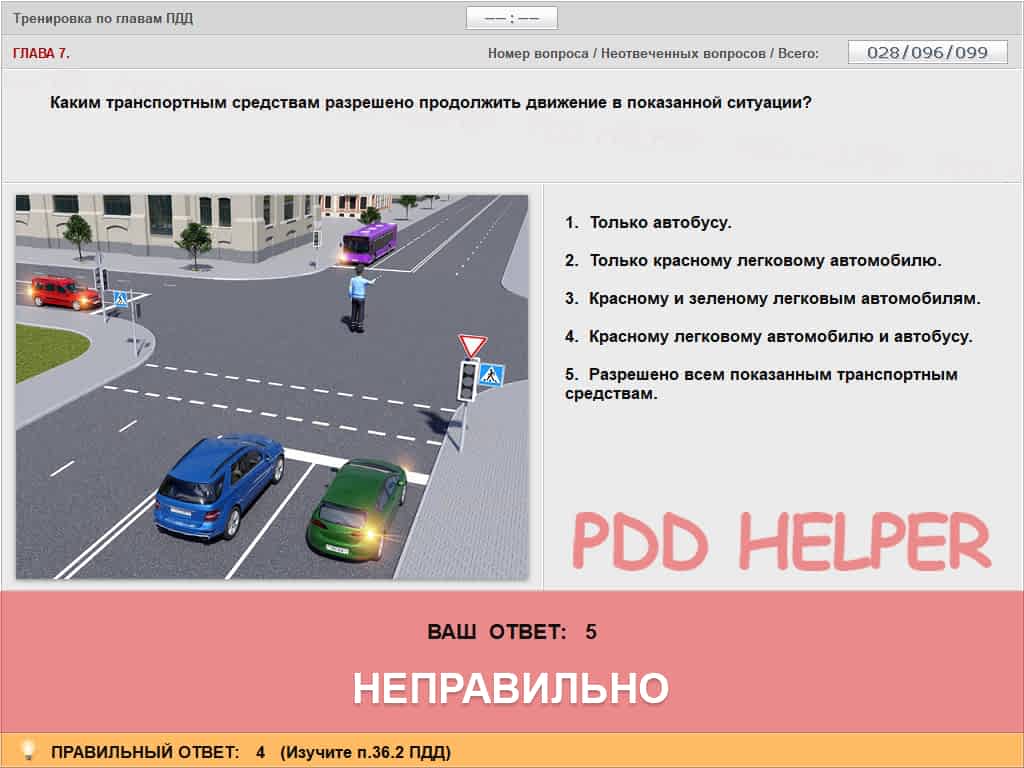 Тренировка по главам ПДД
—— : ——
ГЛАВА 7.
Номер вопроса / Неотвеченных вопросов / Всего:
028/096/099
Каким транспортным средствам разрешено продолжить движение в показанной ситуации?
1. Только автобусу.
2. Только красному легковому автомобилю.
3. Красному и зеленому легковым автомобилям.
4. Красному легковому автомобилю и автобусу.
5. Разрешено всем показанным транспортным
средствам.
PDD HELPER
ВАШ ОТВЕТ: 5
НЕПРАВИЛЬНО
ПРАВИЛЬНЫЙ ОТВЕТ: 4 (Изучите п.36.2 ПДД)